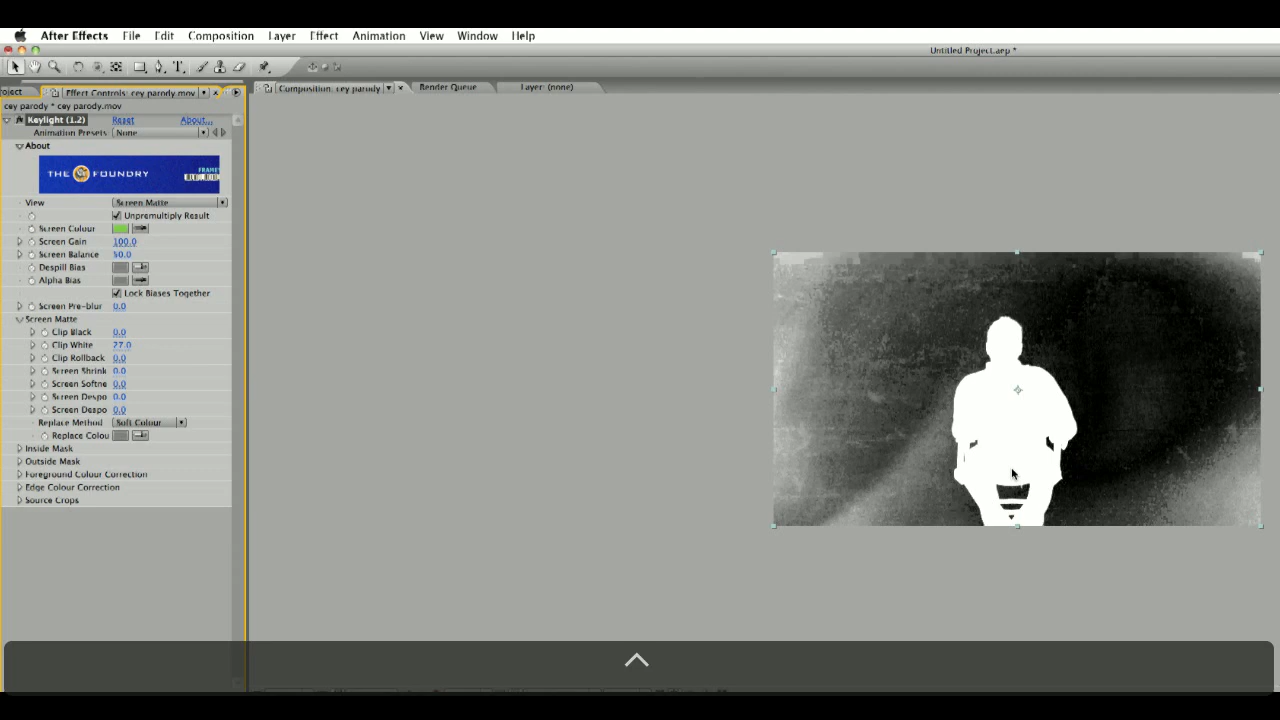 After Effects File Edit Composition Layer Effect Animation View Window Help
Untitled Project.aep *
oject Effect Controls: cey parody.mov Composition: cey parody Render Queue Layer: (none)
cey parody * cey parody.mov
fx Keylight (1.2) Reset About...
Animation Presets None
About
THE FOUNDRY FRAMES
View Screen Matte
Unpremultiply Result
Screen Colour
Screen Gain 100.0
Screen Balance 50.0
Despill Bias
Alpha Bias
Lock Biases Together
Screen Pre-blur 0.0
Screen Matte
Clip Black 0.0
Clip White 27.0
Clip Rollback 0.0
Screen Shrink 0.0
Screen Softne 0.0
Screen Despo 0.0
Screen Despo 0.0
Replace Method Soft Colour
Replace Colou
Inside Mask
Outside Mask
Foreground Colour Correction
Edge Colour Correction
Source Crops